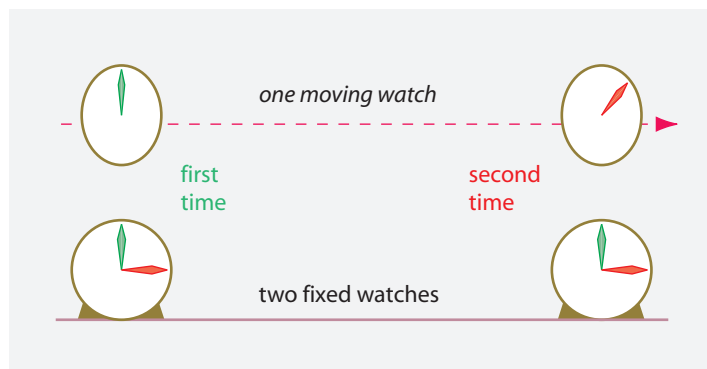 one moving watch
first
time
second
time
two fixed watches